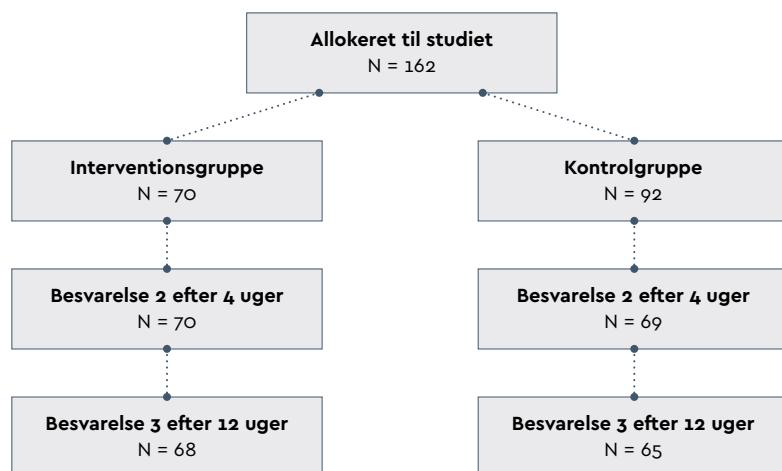 Allokeret til studiet
N = 162
Interventionsgruppe
N = 70
Kontrolgruppe
N = 92
Besvarelse 2 efter 4 uger
N = 70
Besvarelse 2 efter 4 uger
N = 69
Besvarelse 3 efter 12 uger
N = 68
Besvarelse 3 efter 12 uger
N = 65